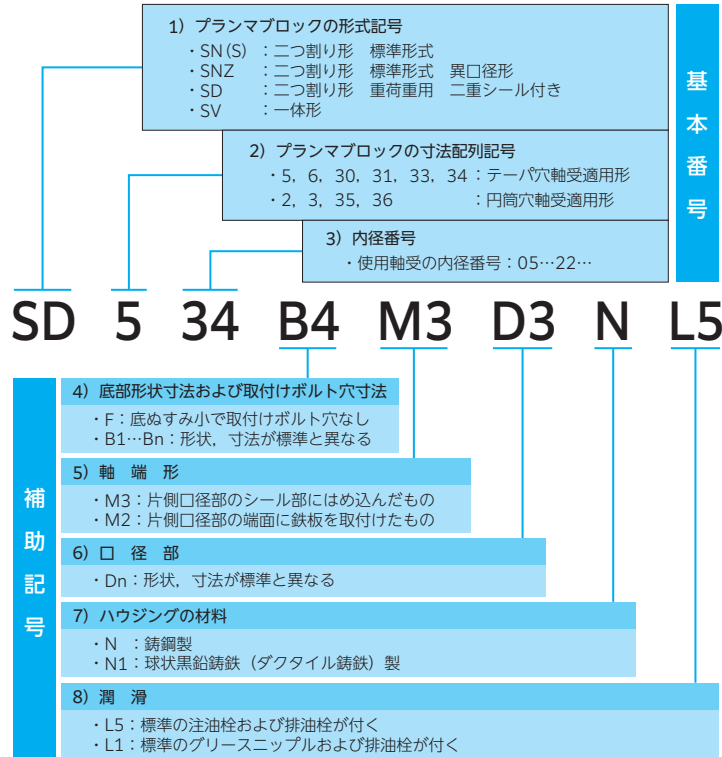 1）プランマブロックの形式記号
・SN(S)：二つ割り形　標準形式
・SNZ　：二つ割り形　標準形式　異口径形
・SD　：二つ割り形　重荷重用　二重シール付き
・SV　：一体形
2）プランマブロックの寸法配列記号
・5，6，30，31，33，34：テーパ穴軸受適用形
・2，3，35，36　：円筒穴軸受適用形
3）内径番号
・使用軸受の内径番号：05…22…
基本番号
SD 5 34 B4 M3 D3 N L5
補助記号
4）底部形状寸法および取付けボルト穴寸法
・F：底ぬすみ小で取付けボルト穴なし
・B1…Bn：形状，寸法が標準と異なる
5）軸　端　形
・M3：片側口径部のシール部にはめ込んだもの
・M2：片側口径部の端面に鉄板を取付けたもの
6）口　径　部
・Dn：形状，寸法が標準と異なる
7）ハウジングの材料
・N　：鋳鋼製
・N1：球状黒鉛鋳鉄（ダクタイル鋳鉄）製
8）潤　滑
・L5：標準の注油栓および排油栓が付く
・L1：標準のグリースニップルおよび排油栓が付く